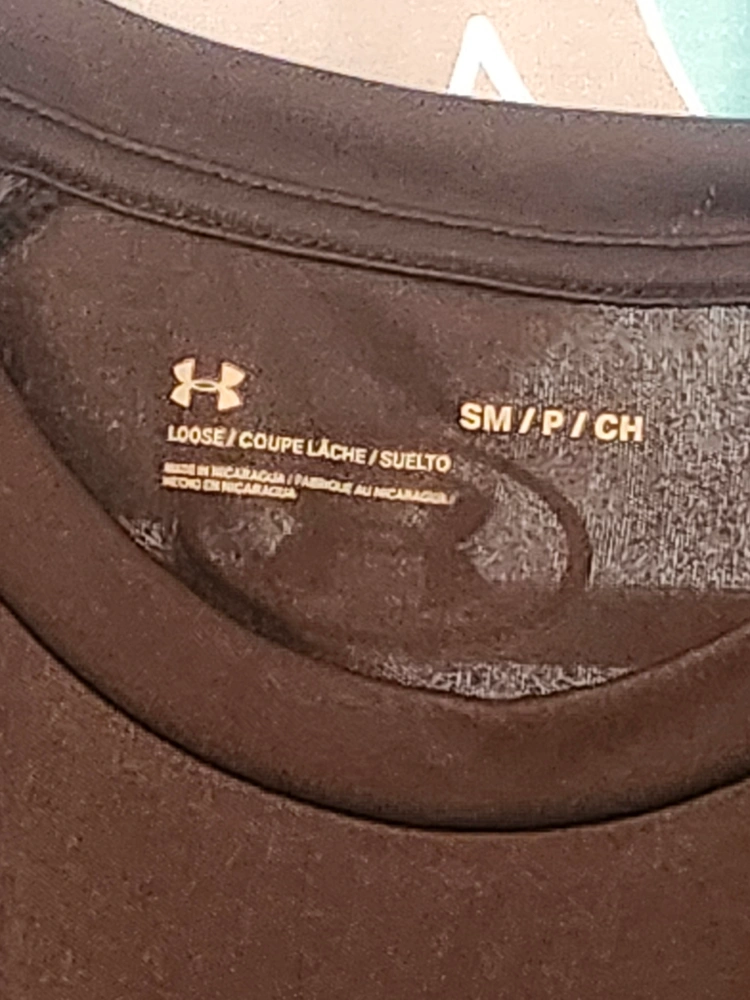 LOOSE / COUPE LÂCHE / SUELTO
SM / P / CH
MADE IN NICARAGUA / FABRIQUÉ AU NICARAGUA /
HECHO EN NICARAGUA